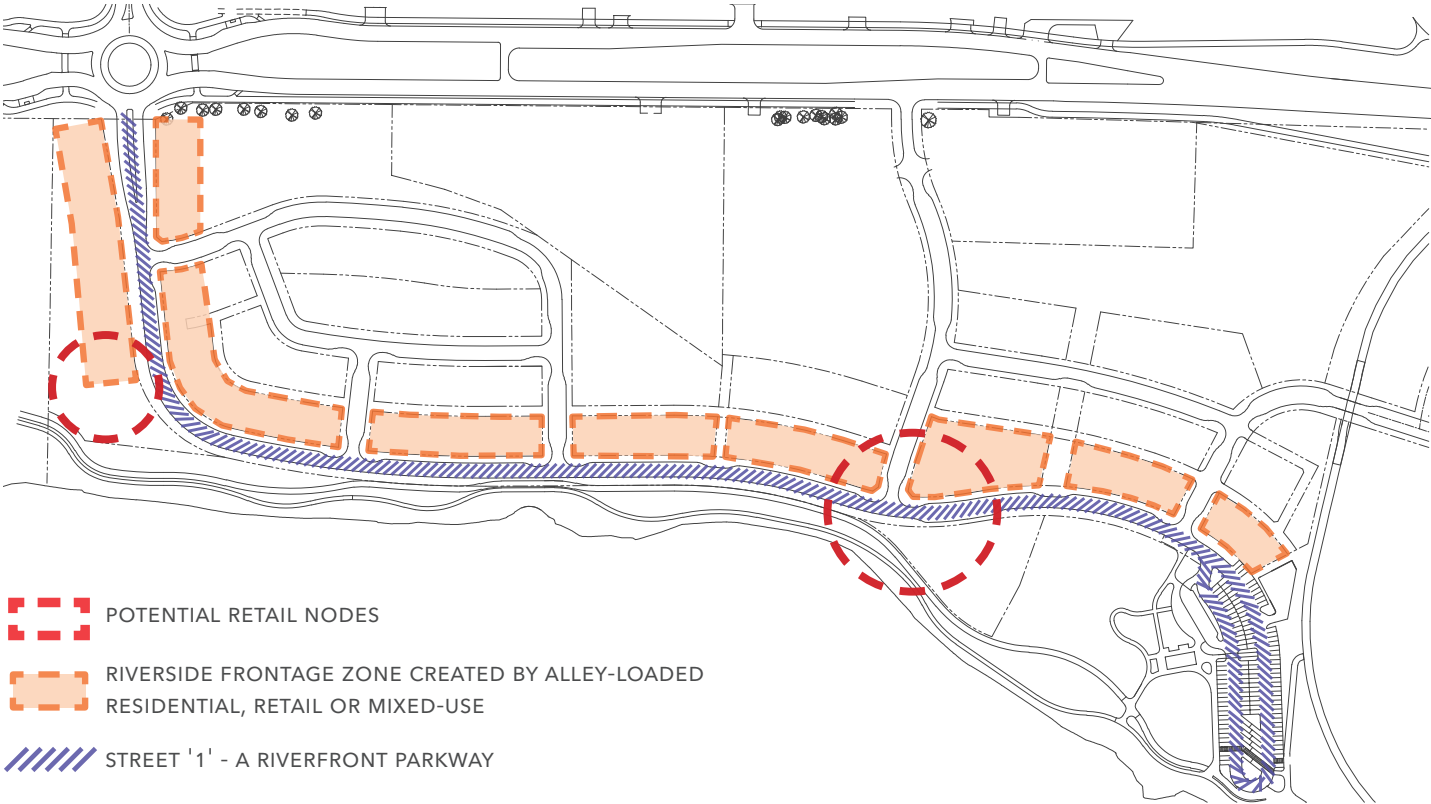 POTENTIAL RETAIL NODES
RIVERSIDE FRONTAGE ZONE CREATED BY ALLEY-LOADED
RESIDENTIAL, RETAIL OR MIXED-USE
STREET '1' - A RIVERFRONT PARKWAY